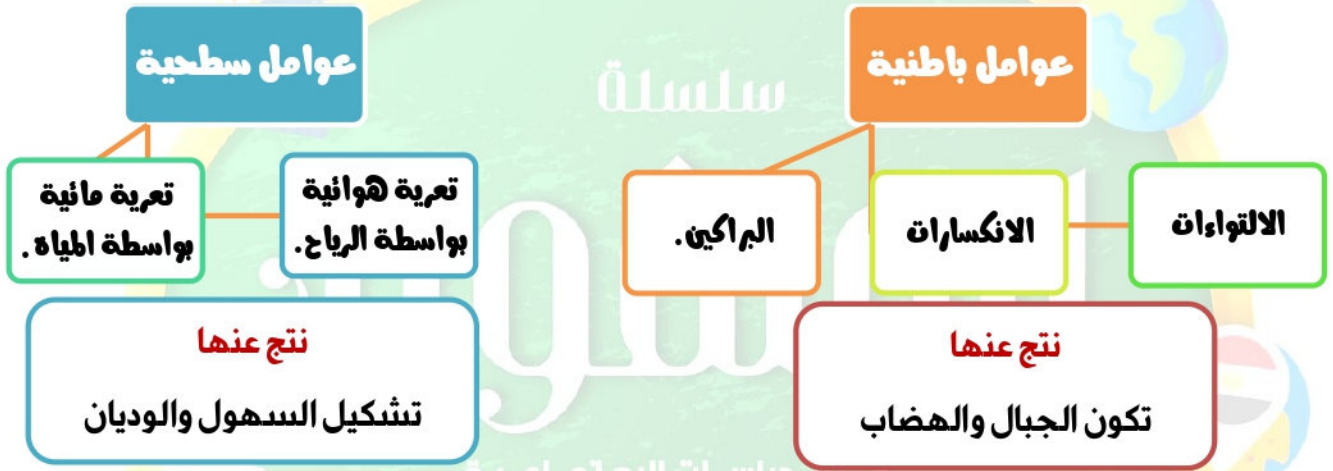 عوامل باطنية
عوامل سطحية
سلسلة
الالتواءات
الانكسارات
البراكين.
تعرية هوائية
بواسطة الرياح.
تعرية مائية
بواسطة المياه.
نتج عنها
تكون الجبال والهضاب
نتج عنها
تشكيل السهول والوديان